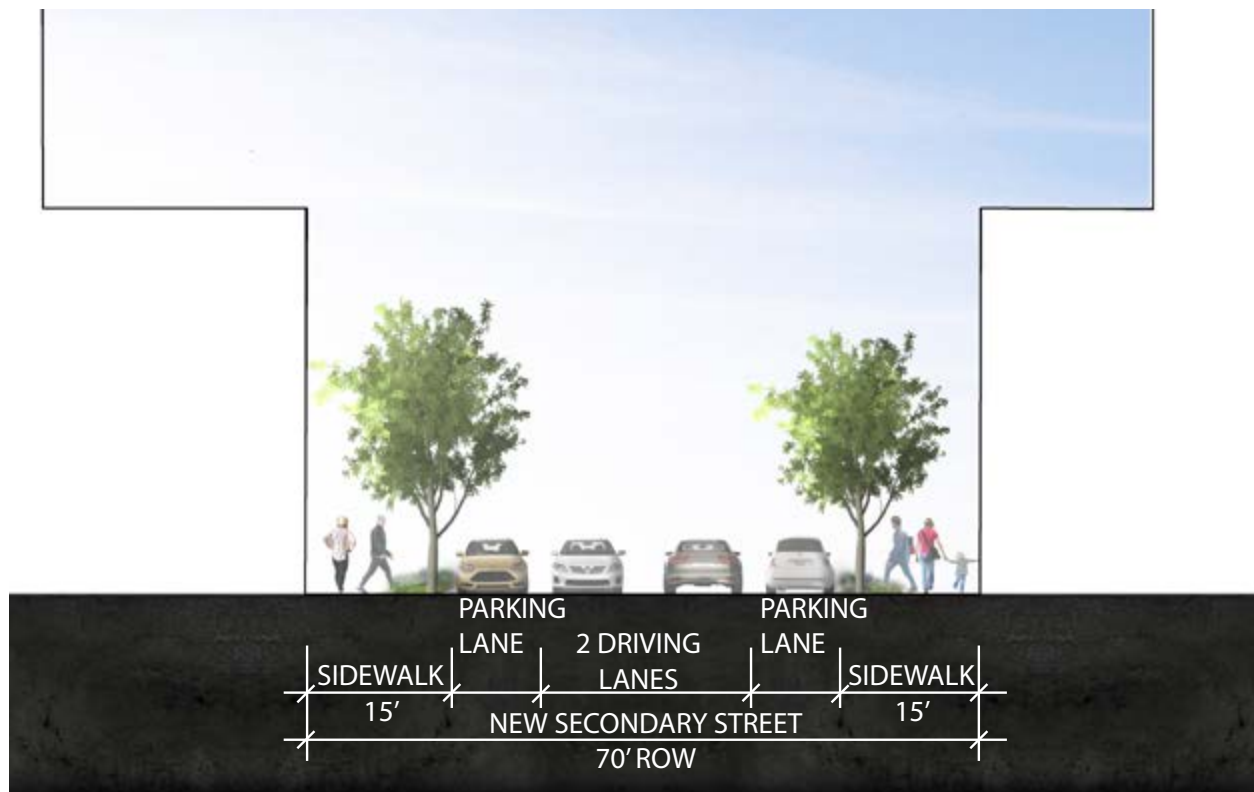 PARKING
LANE
2 DRIVING
LANES
PARKING
LANE
SIDEWALK
15’
SIDEWALK
15’
NEW SECONDARY STREET
70’ ROW